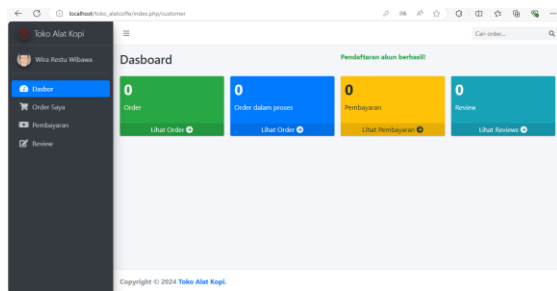 localhost/toko_alatcoffe/index.php/customer
Toko Alat Kopi
Cari order...
Wira Restu Wibawa
Dasbor
Order Saya
Pembayaran
Review
Dasboard
Pendaftaran akun berhasil!
0
Order
Lihat Order
0
Order dalam proses
Lihat Order
0
Pembayaran
Lihat Pembayaran
0
Review
Lihat Reviews
Copyright © 2024 Toko Alat Kopi.